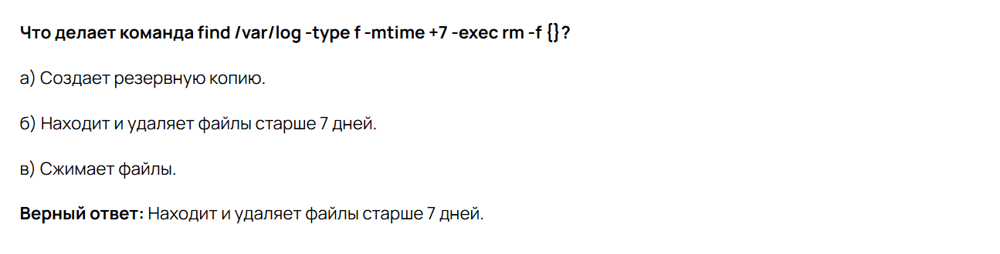 Что делает команда find /var/log -type f -mtime +7 -exec rm -f {}?
а) Создает резервную копию.
б) Находит и удаляет файлы старше 7 дней.
в) Сжимает файлы.
Верный ответ: Находит и удаляет файлы старше 7 дней.